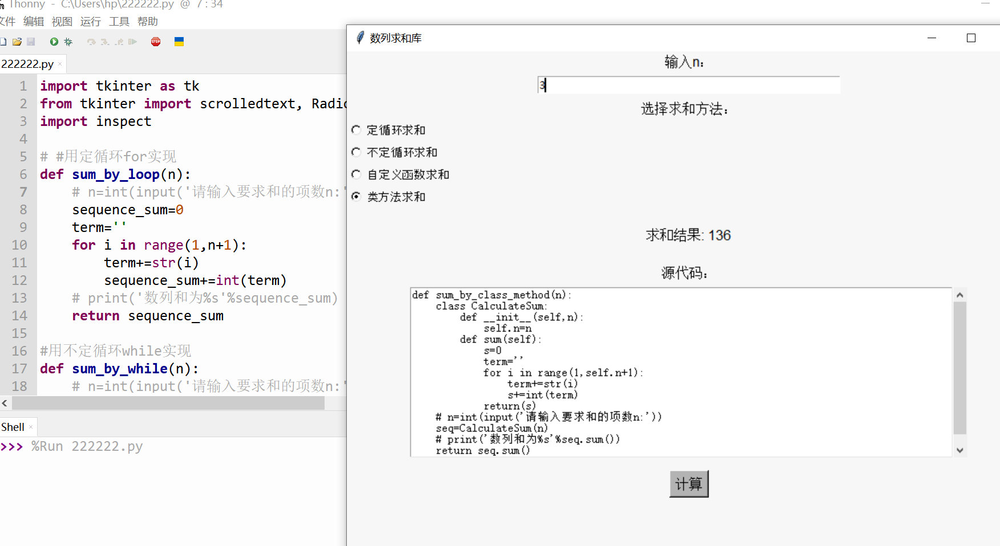 Thonny - C:\Users\hp\222222.py @ 7 : 34
文件 编辑 视图 运行 工具 帮助
STOP
222222.py ×
1 import tkinter as tk
2 from tkinter import scrolledtext, Radio
3 import inspect
4
5 # #用定循环for实现
6 def sum_by_loop(n):
7 # n=int(input('请输入要求和的项数n:'
8 sequence_sum=0
9 term=''
10 for i in range(1,n+1):
11 term+=str(i)
12 sequence_sum+=int(term)
13 # print('数列和为%s'%sequence_sum)
14 return sequence_sum
15
16 #用不定循环while实现
17 def sum_by_while(n):
18 # n=int(input('请输入要求和的项数n:'
Shell ×
>>> %Run 222222.py
数列求和库
输入n:
3
选择求和方法:
定循环求和
不定循环求和
自定义函数求和
类方法求和
求和结果: 136
源代码:
def sum_by_class_method(n):
class CalculateSum:
def __init__(self,n):
self.n=n
def sum(self):
s=0
term=''
for i in range(1,self.n+1):
term+=str(i)
s+=int(term)
return(s)
# n=int(input('请输入要求和的项数n:'))
seq=CalculateSum(n)
# print('数列和为%s'%seq.sum())
return seq.sum()
计算